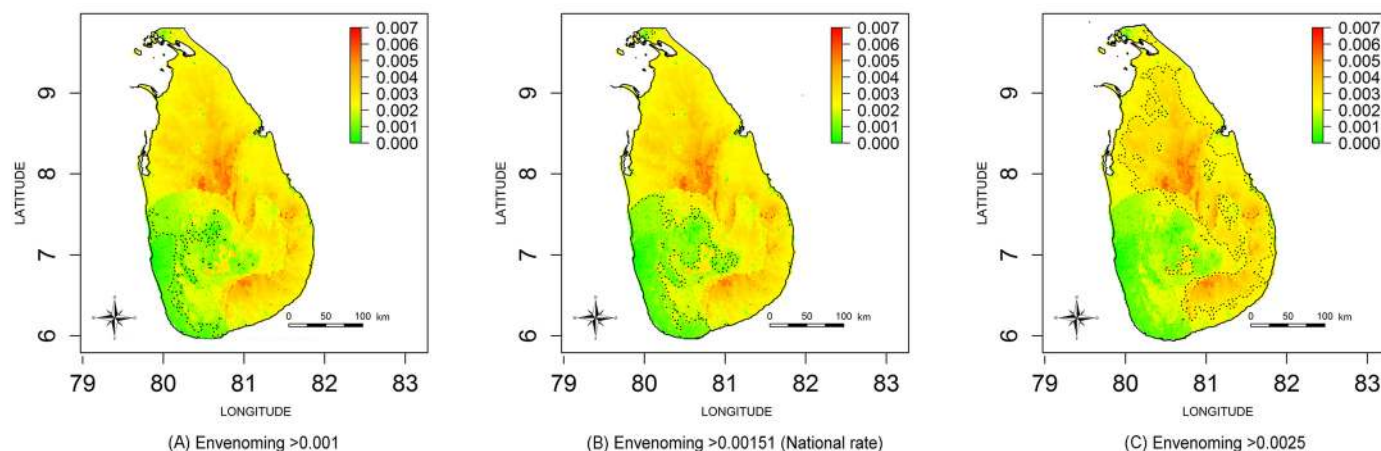 0.007
0.006
0.005
0.004
0.003
0.002
0.001
0.000
LATITUDE
9
8
7
6
0 50 100 km
79 80 81 82 83
LONGITUDE
(A) Envenoming >0.001
0.007
0.006
0.005
0.004
0.003
0.002
0.001
0.000
LATITUDE
9
8
7
6
0 50 100 km
79 80 81 82 83
LONGITUDE
(B) Envenoming >0.00151 (National rate)
0.007
0.006
0.005
0.004
0.003
0.002
0.001
0.000
LATITUDE
9
8
7
6
0 50 100 km
79 80 81 82 83
LONGITUDE
(C) Envenoming >0.0025